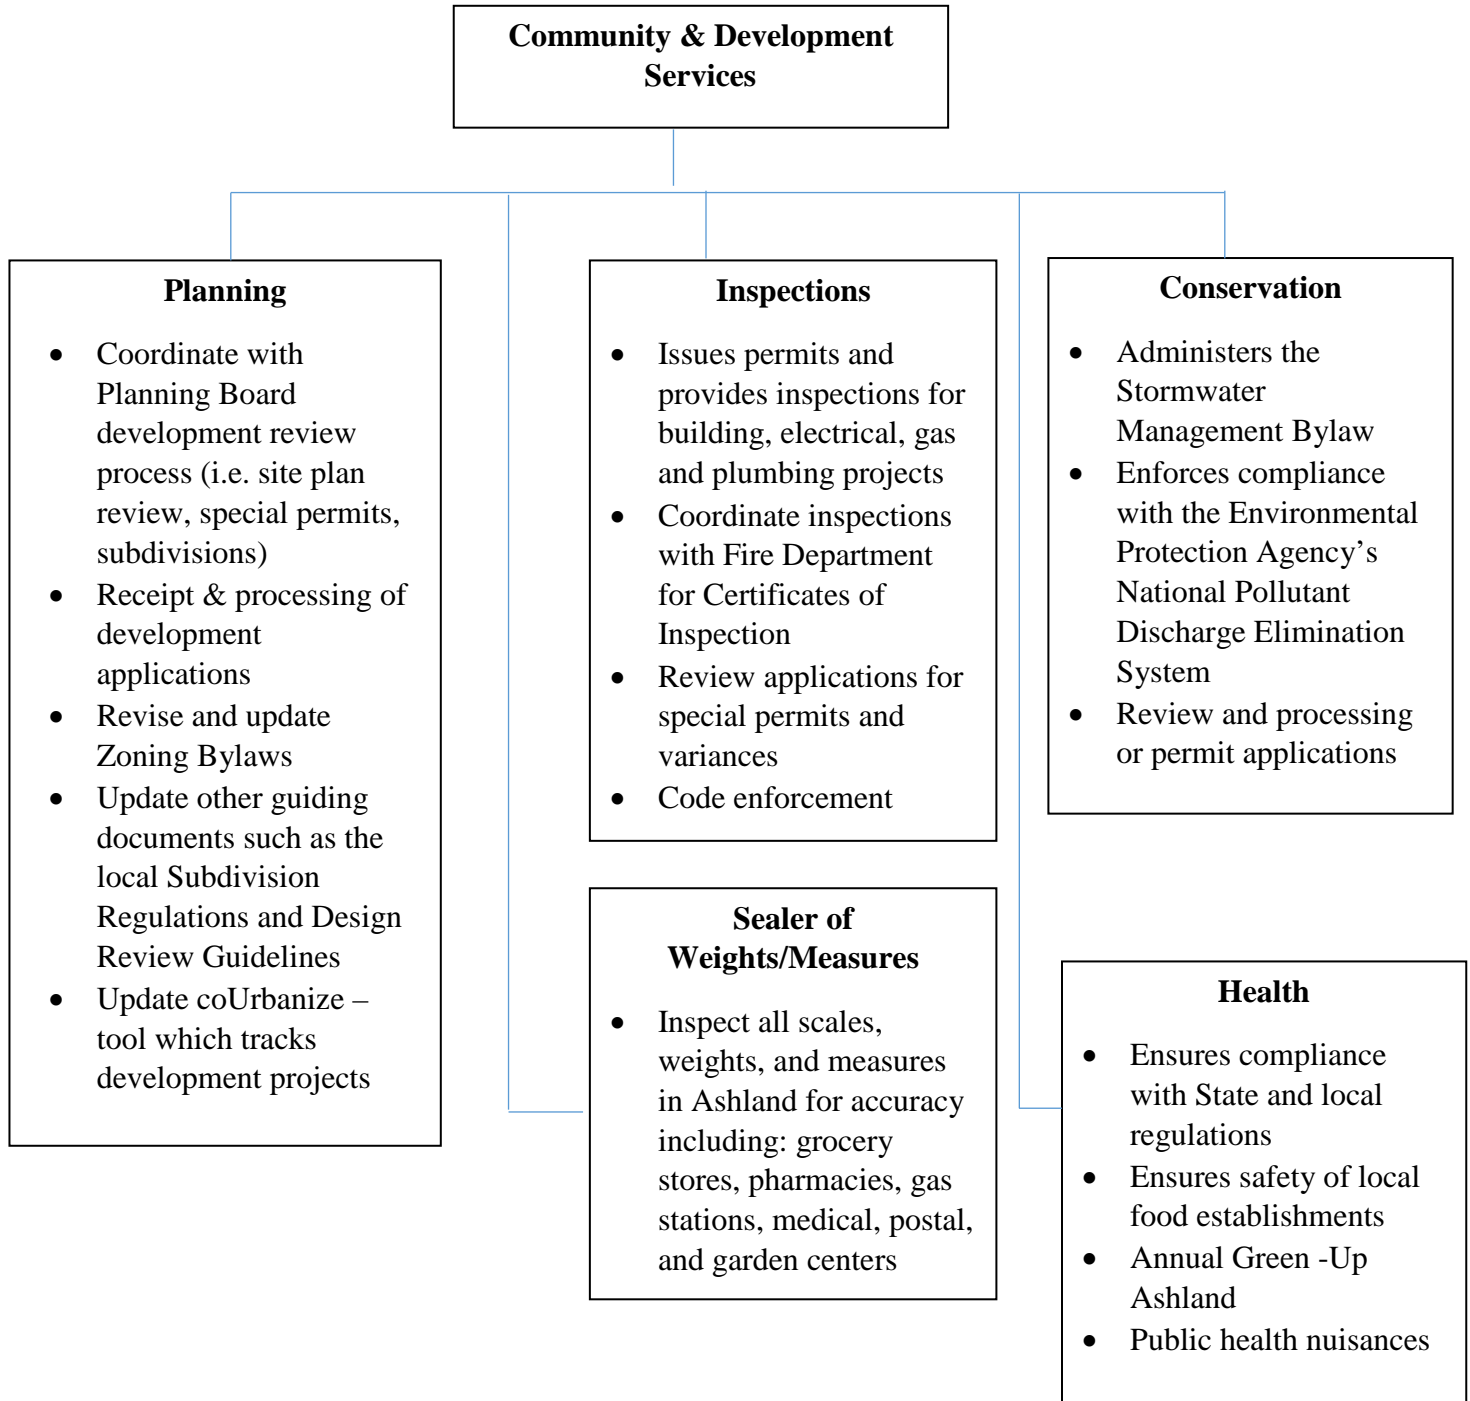 Community & Development
Services
Planning
• Coordinate with
Planning Board
development review
process (i.e. site plan
review, special permits,
subdivisions)
• Receipt & processing of
development
applications
• Revise and update
Zoning Bylaws
• Update other guiding
documents such as the
local Subdivision
Regulations and Design
Review Guidelines
• Update coUrbanize –
tool which tracks
development projects
Inspections
• Issues permits and
provides inspections for
building, electrical, gas
and plumbing projects
• Coordinate inspections
with Fire Department
for Certificates of
Inspection
• Review applications for
special permits and
variances
• Code enforcement
Conservation
• Administers the
Stormwater
Management Bylaw
• Enforces compliance
with the Environmental
Protection Agency’s
National Pollutant
Discharge Elimination
System
• Review and processing
or permit applications
Sealer of
Weights/Measures
• Inspect all scales,
weights, and measures
in Ashland for accuracy
including: grocery
stores, pharmacies, gas
stations, medical, postal,
and garden centers
Health
• Ensures compliance
with State and local
regulations
• Ensures safety of local
food establishments
• Annual Green -Up
Ashland
• Public health nuisances